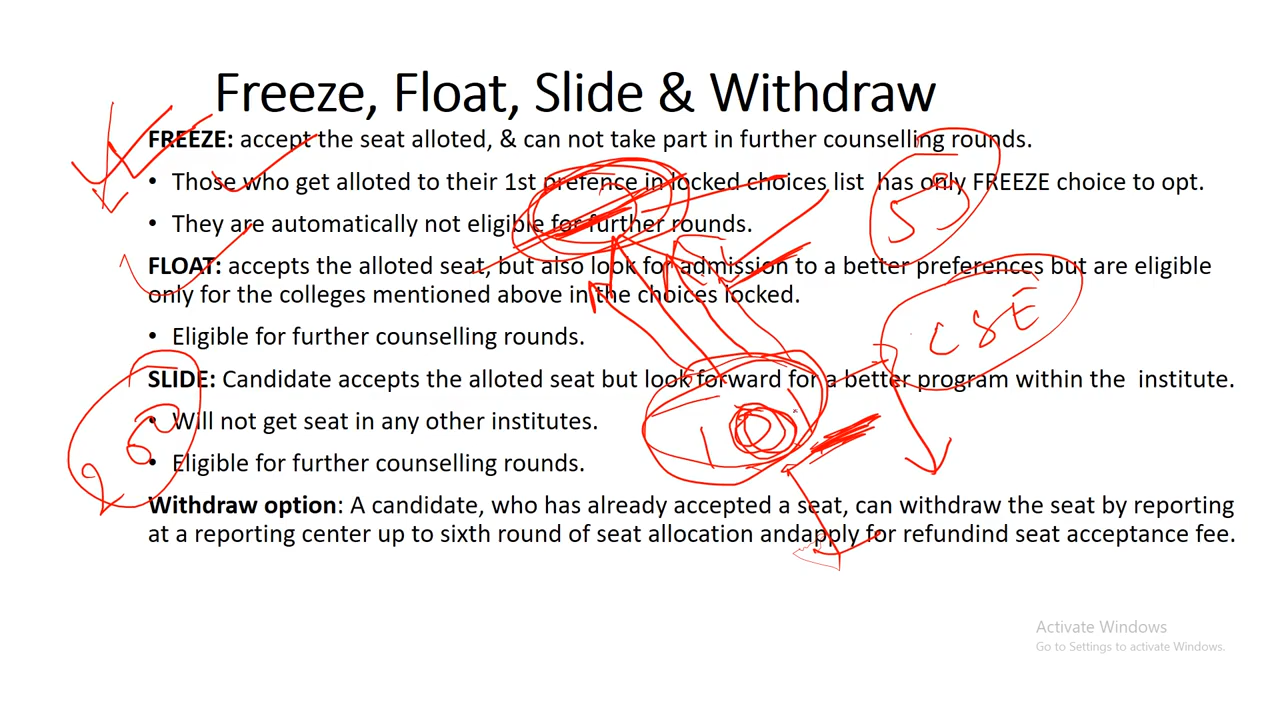 Freeze, Float, Slide & Withdraw
FREEZE: accept the seat alloted, & can not take part in further counselling rounds.
• Those who get alloted to their 1st prefence in locked choices list has only FREEZE choice to opt.
• They are automatically not eligible for further rounds.
50
FLOAT: accepts the alloted seat, but also look for admission to a better preferences but are eligible
only for the colleges mentioned above in the choices locked.
• Eligible for further counselling rounds.
CSE
SLIDE: Candidate accepts the alloted seat but look forward for a better program within the institute.
• Will not get seat in any other institutes.
200
10
• Eligible for further counselling rounds.
Withdraw option: A candidate, who has already accepted a seat, can withdraw the seat by reporting
at a reporting center up to sixth round of seat allocation andapply for refundind seat acceptance fee.
Activate Windows
Go to Settings to activate Windows.